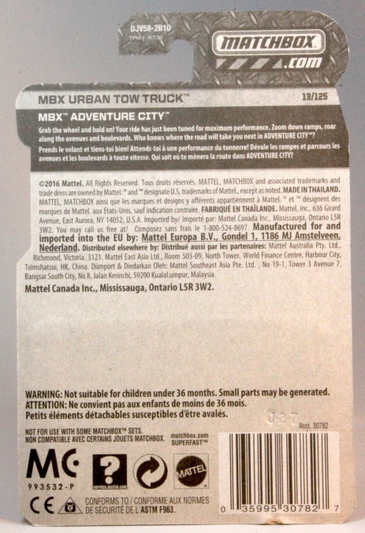 DJV58-2B10
MATCHBOX
.com
MBX URBAN TOW TRUCK™
13/125
MBX™ ADVENTURE CITY™
Grab the wheel and hold on! Your ride has just been tuned for maximum performance. Zoom down ramps, roar
along the avenues and boulevards. Who knows where the road will take you next in ADVENTURE CITY™?
Prends le volant et tiens-toi bien! Attends-toi à une performance du tonnerre! Dévale les rampes et parcours les
avenues et les boulevards à toute vitesse. Qui sait où te mènera la route dans ADVENTURE CITY?
©2016 Mattel. All Rights Reserved. Tous droits réservés. MATTEL, MATCHBOX and associated trademarks and
trade dress are owned by Mattel. ® and ™ designate U.S. trademarks of Mattel, except as noted. MADE IN THAILAND.
MATTEL, MATCHBOX ainsi que les marques et designs y afférents appartiennent à Mattel. ® et ™ désignent des
marques de Mattel aux États-Unis, sauf indication contraire. FABRIQUÉ EN THAÏLANDE. Mattel, Inc., 636 Girard
Avenue, East Aurora, NY 14052, U.S.A. Imported by/ Importé par: Mattel Canada Inc., Mississauga, Ontario L5R
3W2. You may call us free at/ Composez sans frais le 1-800-524-8697. Manufactured for and
imported into the EU by: Mattel Europa B.V., Gondel 1, 1186 MJ Amstelveen,
Nederland. Distributed elsewhere by: Distribué aussi par les partenaires: Mattel Australia Pty. Ltd.,
Richmond, Victoria. 3121. Mattel East Asia Ltd., Room 503-09, North Tower, World Finance Centre, Harbour City,
Tsimshatsui, HK, China. Diimport & Diedarkan Oleh: Mattel Southeast Asia Pte. Ltd., No 19-1, Tower 3 Avenue 7,
Bangsar South City, No 8, Jalan Kerinchi, 59200 Kuala Lumpur, Malaysia.
Mattel Canada Inc., Mississauga, Ontario L5R 3W2.
WARNING: Not suitable for children under 36 months. Small parts may be generated.
ATTENTION: Ne convient pas aux enfants de moins de 36 mois.
Petits éléments détachables susceptibles d'être avalés.
NOT FOR USE WITH SOME MATCHBOX™ SETS.
NON COMPATIBLE AVEC CERTAINS JOUETS MATCHBOX.
matchbox.com
SUPERFAST™
Asst. 30782
MC
993532-P
?
service.mattel.com
MATTEL
CE
CONFORMS TO / CONFORME AUX NORMES
DE SÉCURITÉ DE L'ASTM F963.
0 35995 30782 7